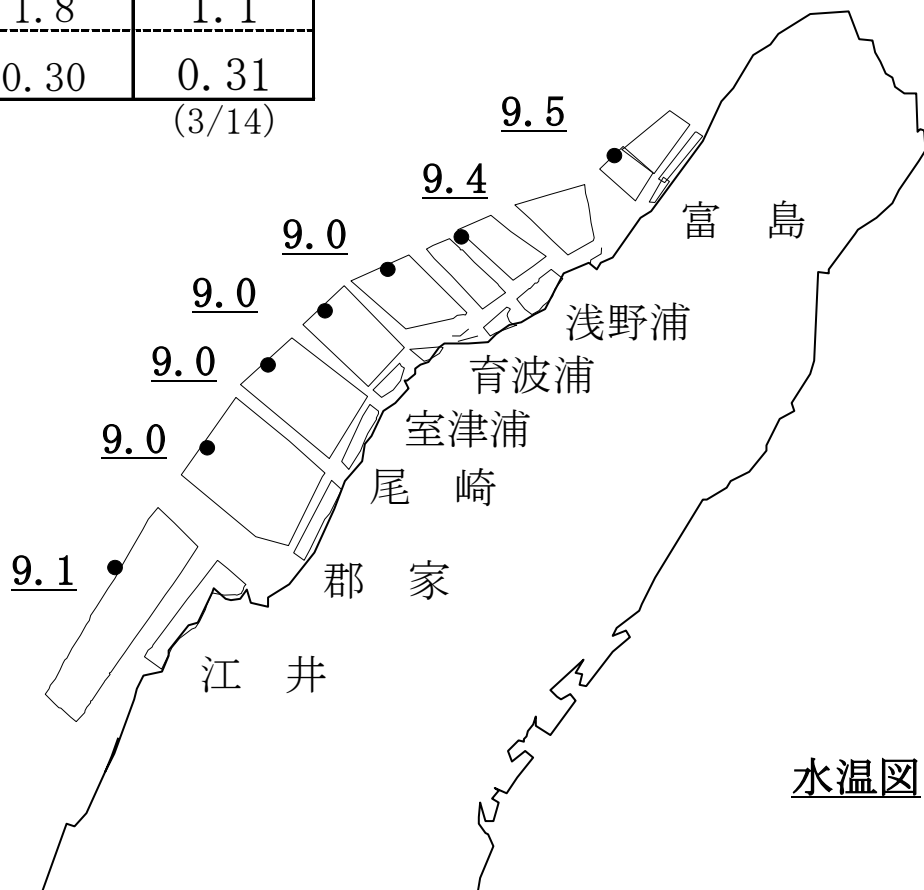 1.8 1.1
0.30 0.31
(3/14)
9.5
9.4
富 島
9.0
9.0
浅野浦
9.0
育波浦
9.0
室津浦
尾 崎
9.1
郡 家
江 井
水温図